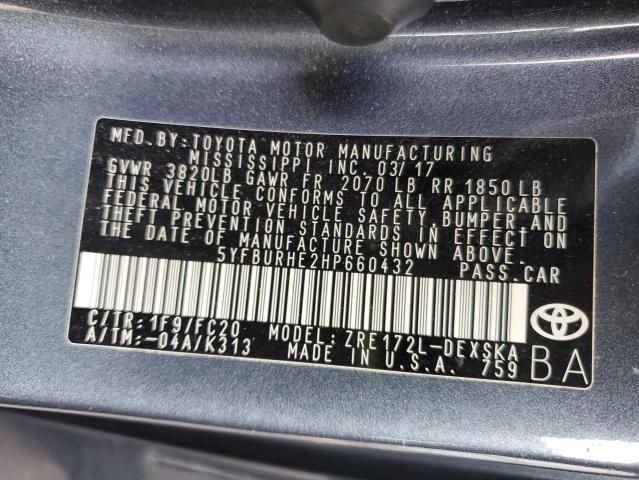 MFD.BY:TOYOTA MOTOR MANUFACTURING
MISSISSIPPI INC. 03/17
GVWR 3820LB GAWR FR 2070 LB RR 1850 LB
THIS VEHICLE CONFORMS TO ALL APPLICABLE
FEDERAL MOTOR VEHICLE SAFETY, BUMPER, AND
THEFT PREVENTION STANDARDS IN EFFECT ON
THE DATE OF MANUFACTURE SHOWN ABOVE.
5YFBURHE2HP660432 PASS.CAR
C/TR:1F9/FC20 MODEL:ZRE172L-DEXSKA
A/TM:-04A/K313 MADE IN U.S.A. 759
BA